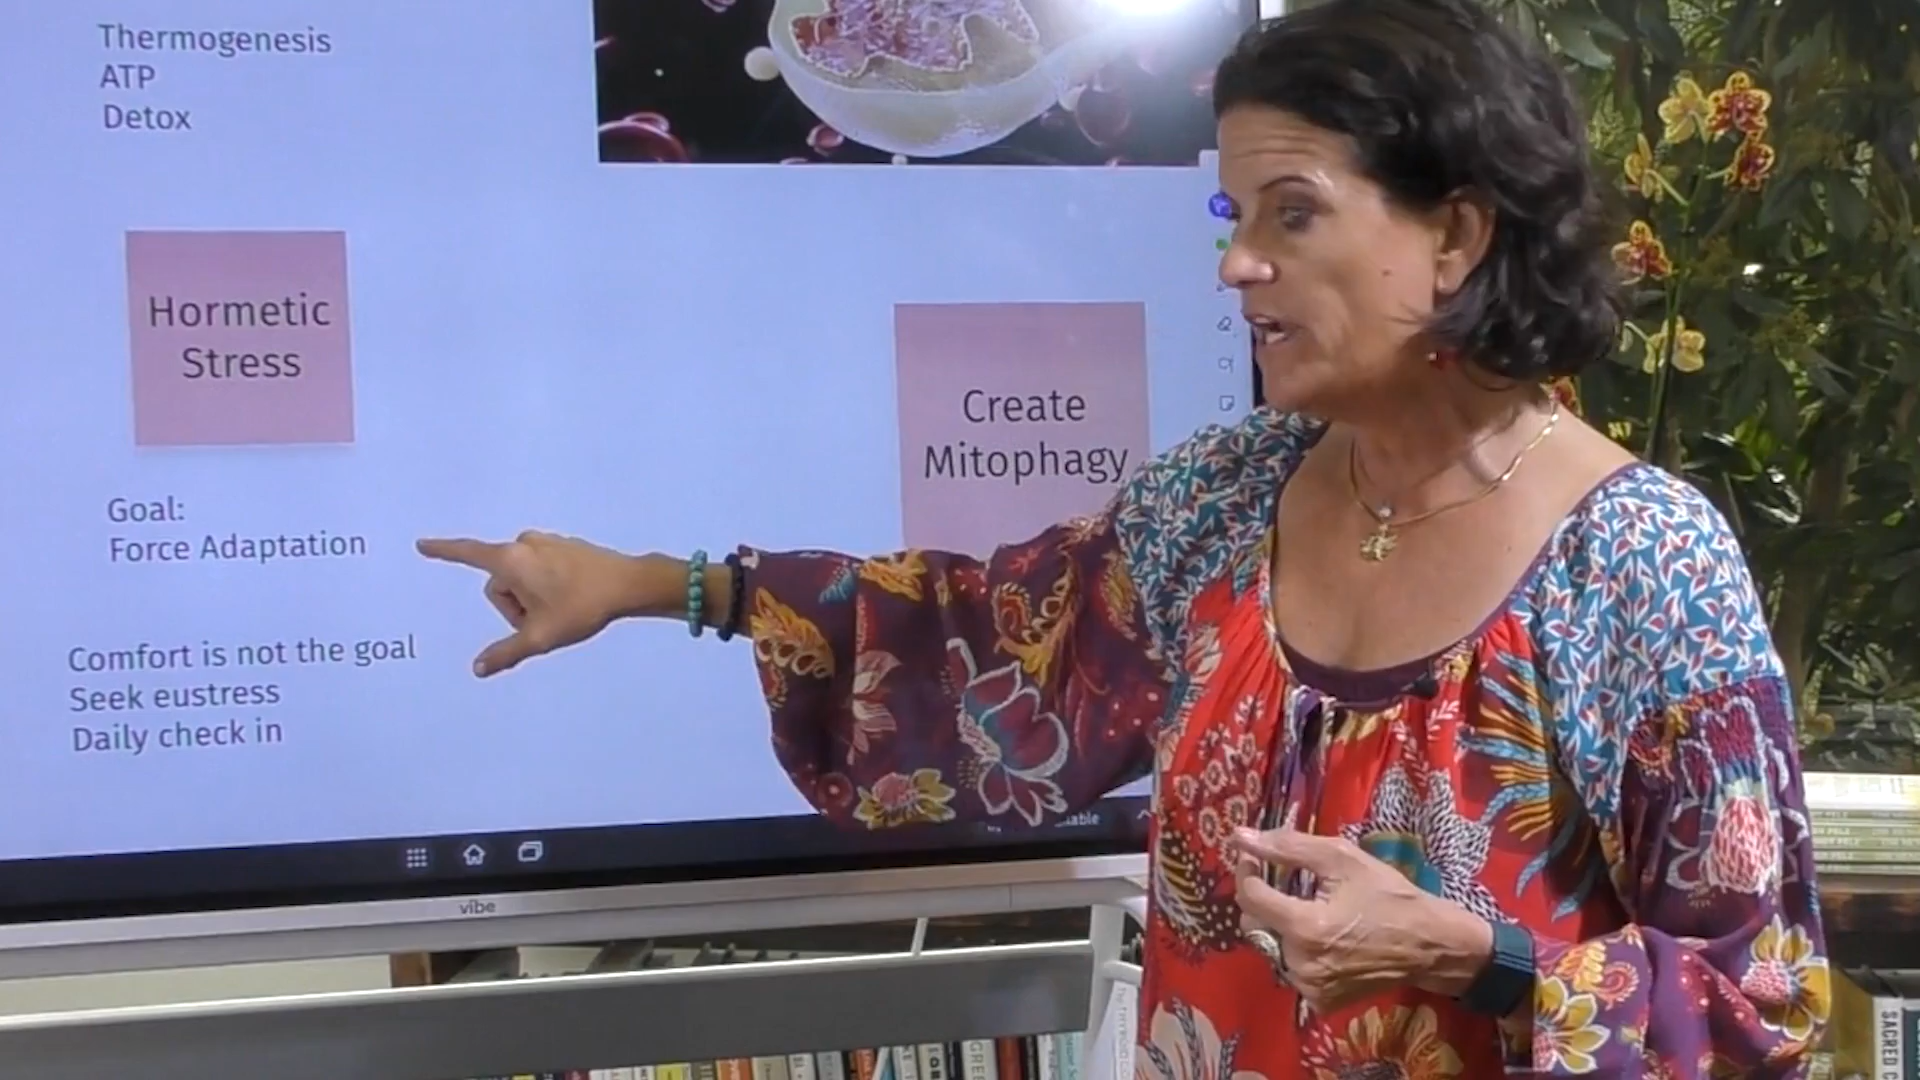 Thermogenesis
ATP
Detox
Hormetic
Stress
Create
Mitophagy
Goal:
Force Adaptation
Comfort is not the goal
Seek eustress
Daily check in
vibe
SACRED